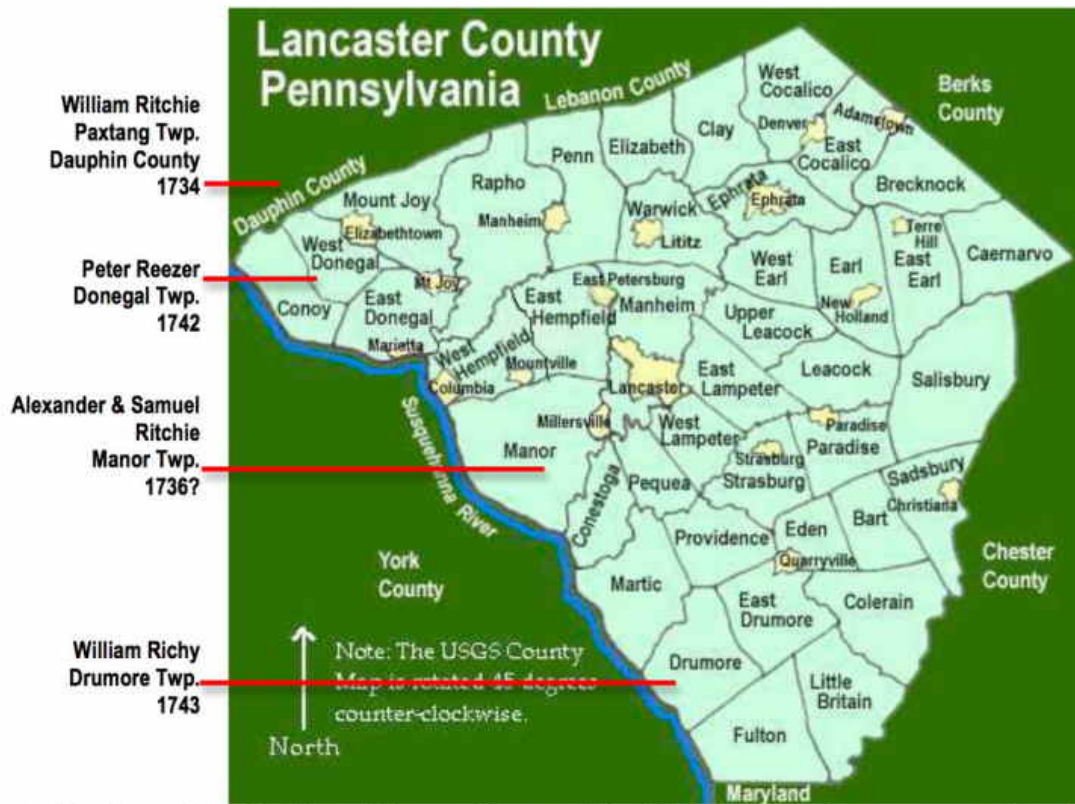 Lancaster County
Pennsylvania
William Ritchie
Paxtang Twp.
Dauphin County
1734
Peter Reezer
Donegal Twp.
1742
Alexander & Samuel
Ritchie
Manor Twp.
1736?
William Richy
Drumore Twp.
1743
Dauphin County
Lebanon County
Berks
County
Chester
County
York
County
Maryland
Susquehanna River
West
Cocalico
Adamstown
Denver
East
Cocalico
Clay
Elizabeth
Penn
Rapho
Mount Joy
Elizabethtown
West
Donegal
Conoy
East
Donegal
Mt Joy
Marietta
Manheim
Warwick
Lititz
Ephrata
Ephrata
Brecknock
Terre
Hill
East
Earl
Caernarvo
West
Earl
Earl
New
Holland
East Petersburg
Manheim
East
Hempfield
West
Hempfield
Mountville
Columbia
Upper
Leacock
Leacock
Salisbury
Lancaster
East
Lampeter
West
Lampeter
Millersville
Manor
Conestoga
Pequea
Strasburg
Strasburg
Paradise
Paradise
Sadsbury
Christiana
Bart
Eden
Quarryville
Providence
Martic
East
Drumore
Colerain
Drumore
Little
Britain
Fulton
Note: The USGS County
Map is rotated 45 degrees
counter-clockwise.
North